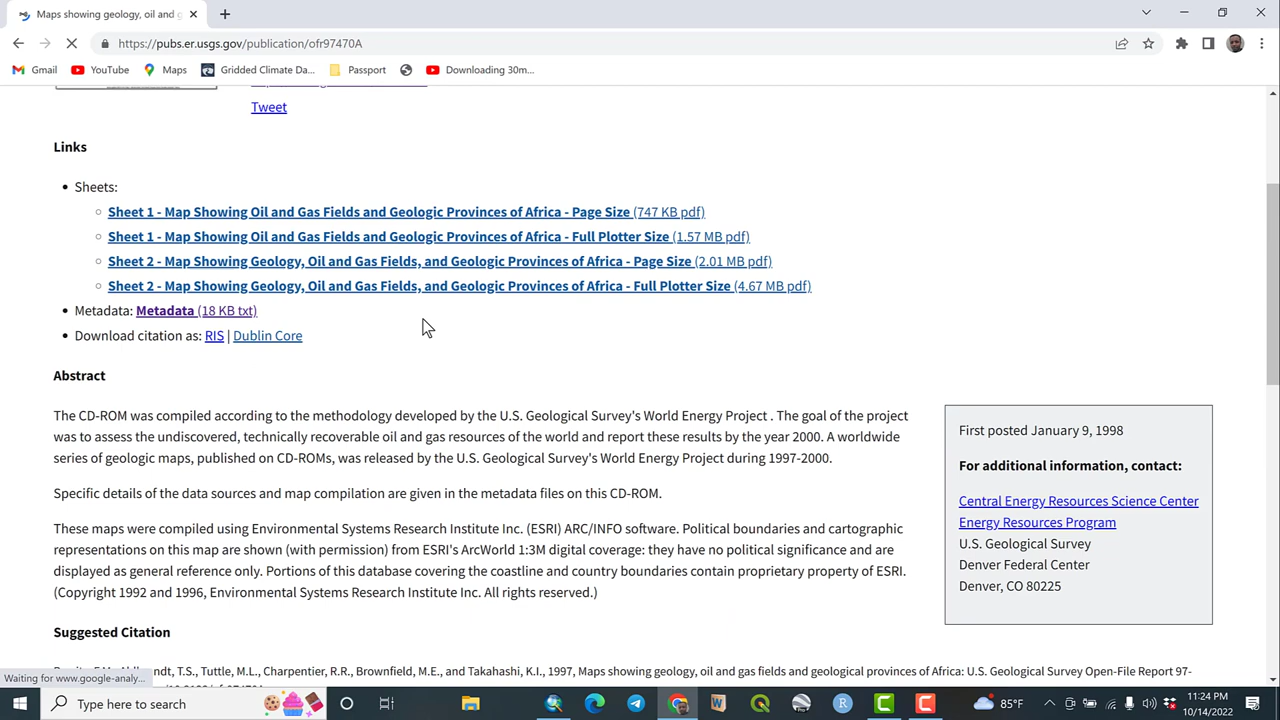 Maps showing geology, oil and g
https://pubs.er.usgs.gov/publication/ofr97470A
Gmail YouTube Maps Gridded Climate Da... Passport Downloading 30m...
Tweet
Links
Sheets:
Sheet 1 - Map Showing Oil and Gas Fields and Geologic Provinces of Africa - Page Size (747 KB pdf)
Sheet 1 - Map Showing Oil and Gas Fields and Geologic Provinces of Africa - Full Plotter Size (1.57 MB pdf)
Sheet 2 - Map Showing Geology, Oil and Gas Fields, and Geologic Provinces of Africa - Page Size (2.01 MB pdf)
Sheet 2 - Map Showing Geology, Oil and Gas Fields, and Geologic Provinces of Africa - Full Plotter Size (4.67 MB pdf)
Metadata: Metadata (18 KB txt)
Download citation as: RIS | Dublin Core
Abstract
The CD-ROM was compiled according to the methodology developed by the U.S. Geological Survey's World Energy Project . The goal of the project
was to assess the undiscovered, technically recoverable oil and gas resources of the world and report these results by the year 2000. A worldwide
series of geologic maps, published on CD-ROMs, was released by the U.S. Geological Survey's World Energy Project during 1997-2000.
Specific details of the data sources and map compilation are given in the metadata files on this CD-ROM.
These maps were compiled using Environmental Systems Research Institute Inc. (ESRI) ARC/INFO software. Political boundaries and cartographic
representations on this map are shown (with permission) from ESRI's ArcWorld 1:3M digital coverage: they have no political significance and are
displayed as general reference only. Portions of this database covering the coastline and country boundaries contain proprietary property of ESRI.
(Copyright 1992 and 1996, Environmental Systems Research Institute Inc. All rights reserved.)
First posted January 9, 1998
For additional information, contact:
Central Energy Resources Science Center
Energy Resources Program
U.S. Geological Survey
Denver Federal Center
Denver, CO 80225
Suggested Citation
T.S., Tuttle, M.L., Charpentier, R.R., Brownfield, M.E., and Takahashi, K.I., 1997, Maps showing geology, oil and gas fields and geological provinces of Africa: U.S. Geological Survey Open-File Report 97-
Waiting for www.google-analy...
Type here to search
85°F
11:24 PM
10/14/2022